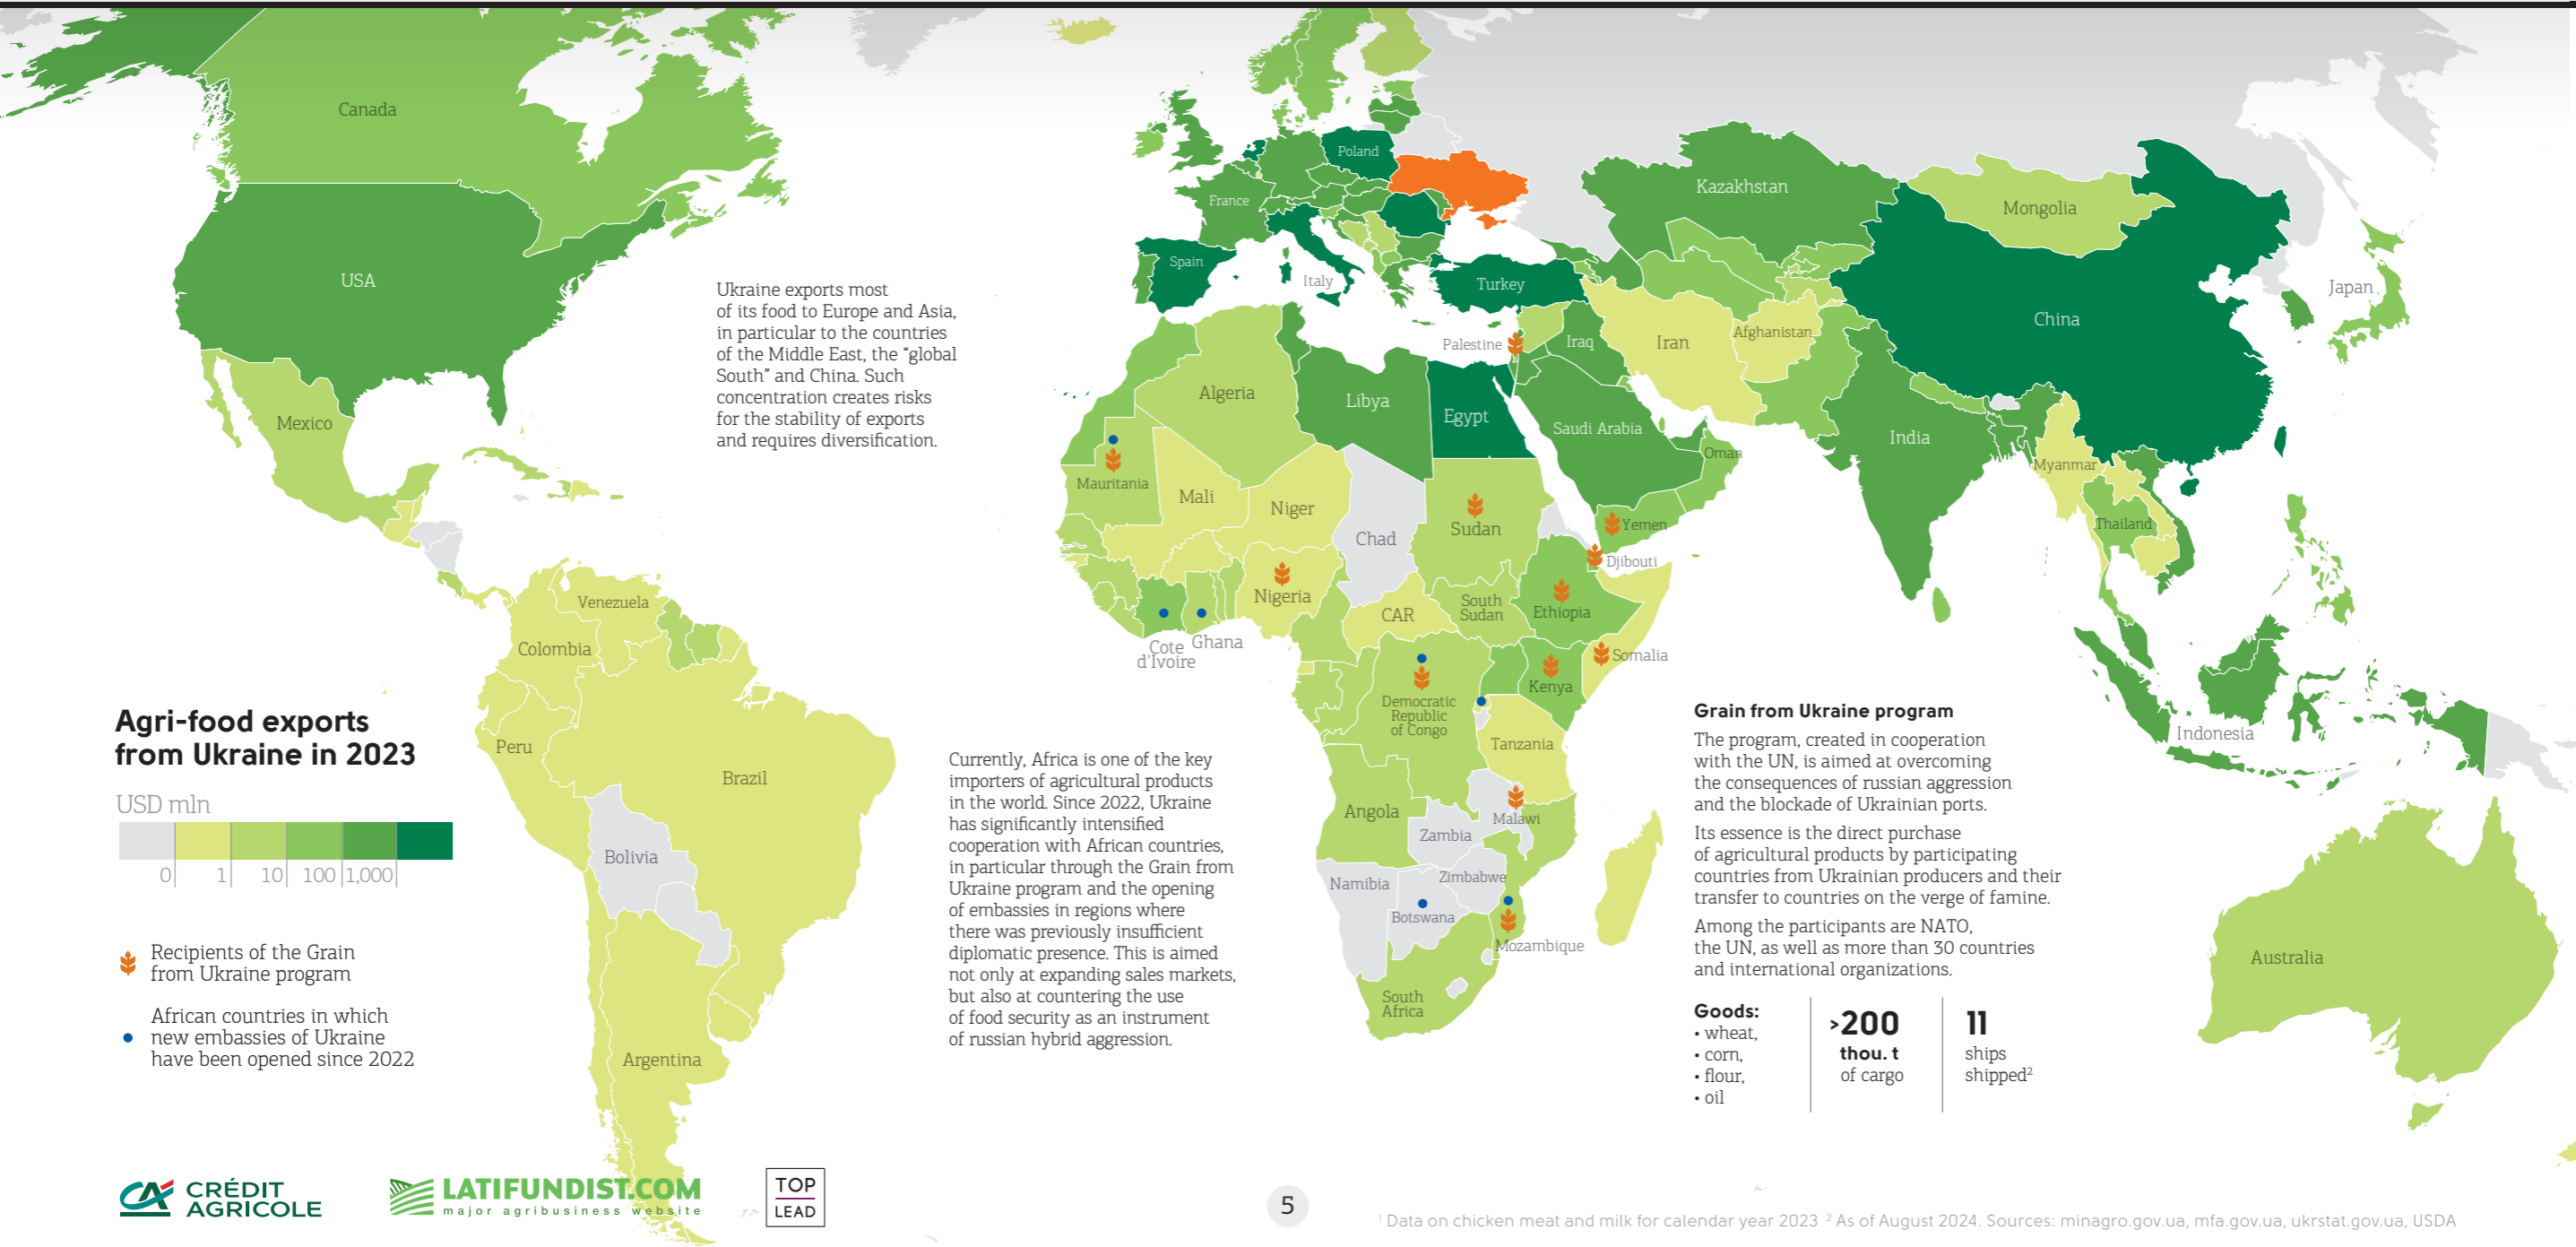 Canada
USA
Mexico
Ukraine exports most
of its food to Europe and Asia,
in particular to the countries
of the Middle East, the “global
South” and China. Such
concentration creates risks
for the stability of exports
and requires diversification.
Poland
France
Spain
Italy
Turkey
Kazakhstan
Mongolia
China
Japan
Palestine
Iraq
Iran
Afghanistan
Algeria
Libya
Egypt
Saudi Arabia
Oman
India
Myanmar
Thailand
Mauritania
Mali
Niger
Chad
Sudan
Yemen
Djibouti
Nigeria
CAR
South
Sudan
Ethiopia
Cote
d'Ivoire
Ghana
Somalia
Kenya
Democratic
Republic
of Congo
Tanzania
Angola
Malawi
Zambia
Namibia
Zimbabwe
Botswana
Mozambique
South
Africa
Indonesia
Australia
Venezuela
Colombia
Peru
Brazil
Bolivia
Argentina
Agri-food exports
from Ukraine in 2023
USD mln
0 1 10 100 1,000
Recipients of the Grain
from Ukraine program
African countries in which
new embassies of Ukraine
have been opened since 2022
Currently, Africa is one of the key
importers of agricultural products
in the world. Since 2022, Ukraine
has significantly intensified
cooperation with African countries,
in particular through the Grain from
Ukraine program and the opening
of embassies in regions where
there was previously insufficient
diplomatic presence. This is aimed
not only at expanding sales markets,
but also at countering the use
of food security as an instrument
of russian hybrid aggression.
Grain from Ukraine program
The program, created in cooperation
with the UN, is aimed at overcoming
the consequences of russian aggression
and the blockade of Ukrainian ports.
Its essence is the direct purchase
of agricultural products by participating
countries from Ukrainian producers and their
transfer to countries on the verge of famine.
Among the participants are NATO,
the UN, as well as more than 30 countries
and international organizations.
Goods:
• wheat,
• corn,
• flour,
• oil
>200
thou. t
of cargo
11
ships
shipped²
CRÉDIT
AGRICOLE
LATIFUNDIST.COM
major agribusiness website
TOP
LEAD
5
¹ Data on chicken meat and milk for calendar year 2023 ² As of August 2024. Sources: minagro.gov.ua, mfa.gov.ua, ukrstat.gov.ua, USDA